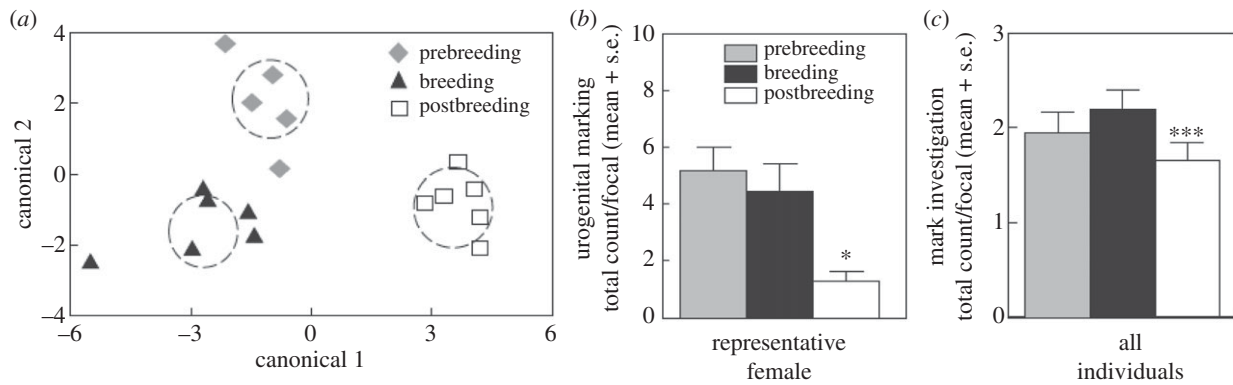 (a)
4
2
0
−2
−4
canonical 2
prebreeding
breeding
postbreeding
−6
−3
0
3
6
canonical 1
(b)
10
8
6
4
2
0
urogenital marking
total count/focal (mean + s.e.)
prebreeding
breeding
postbreeding
*
representative
female
(c)
3
2
1
0
mark investigation
total count/focal (mean + s.e.)
***
all
individuals